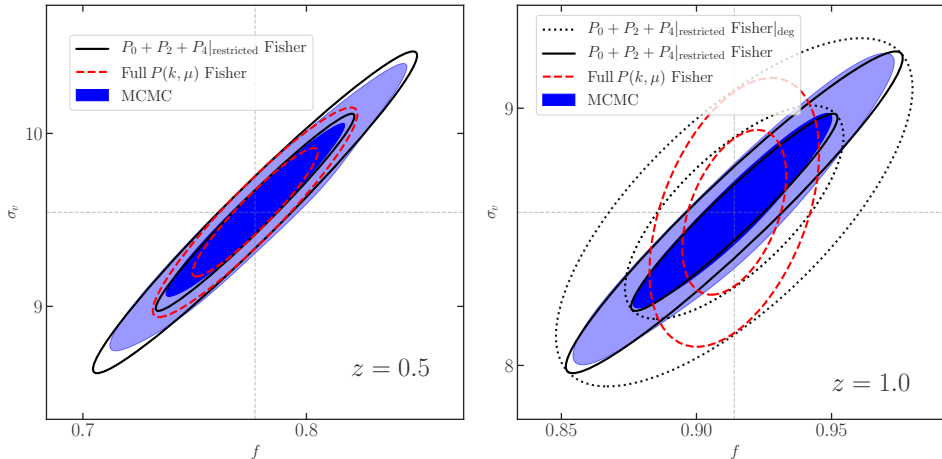 P₀ + P₂ + P₄|restricted Fisher
Full P(k, μ) Fisher
MCMC
10
9
σᵥ
z = 0.5
0.7
0.8
f
P₀ + P₂ + P₄|restricted Fisher|deg
P₀ + P₂ + P₄|restricted Fisher
Full P(k, μ) Fisher
MCMC
9
8
σᵥ
z = 1.0
0.85
0.90
0.95
f